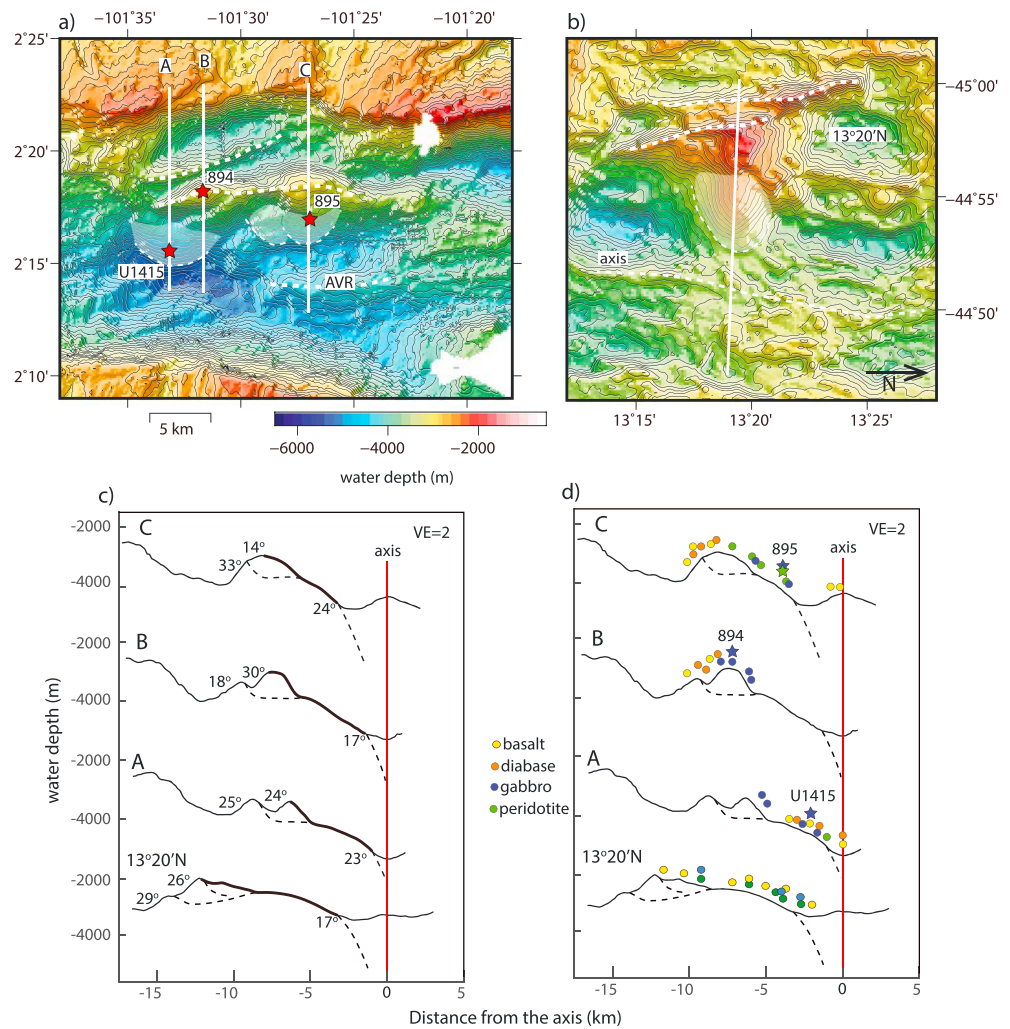 a)
−101°35′
−101°30′
−101°25′
−101°20′
2°25′
2°20′
2°15′
2°10′
A
B
C
894
895
U1415
AVR
5 km
−6000
−4000
−2000
water depth (m)
b)
−45°00′
−44°55′
−44°50′
13°20′N
axis
N
13°15′
13°20′
13°25′
c)
VE=2
axis
water depth (m)
-2000
-4000
-2000
-4000
-2000
-4000
-2000
-4000
C
14°
33°
24°
B
30°
18°
17°
A
24°
25°
23°
13°20′N
26°
29°
17°
-15
-10
-5
0
5
d)
VE=2
C
895
axis
B
894
basalt
diabase
gabbro
peridotite
A
U1415
13°20′N
-15
-10
-5
0
5
Distance from the axis (km)